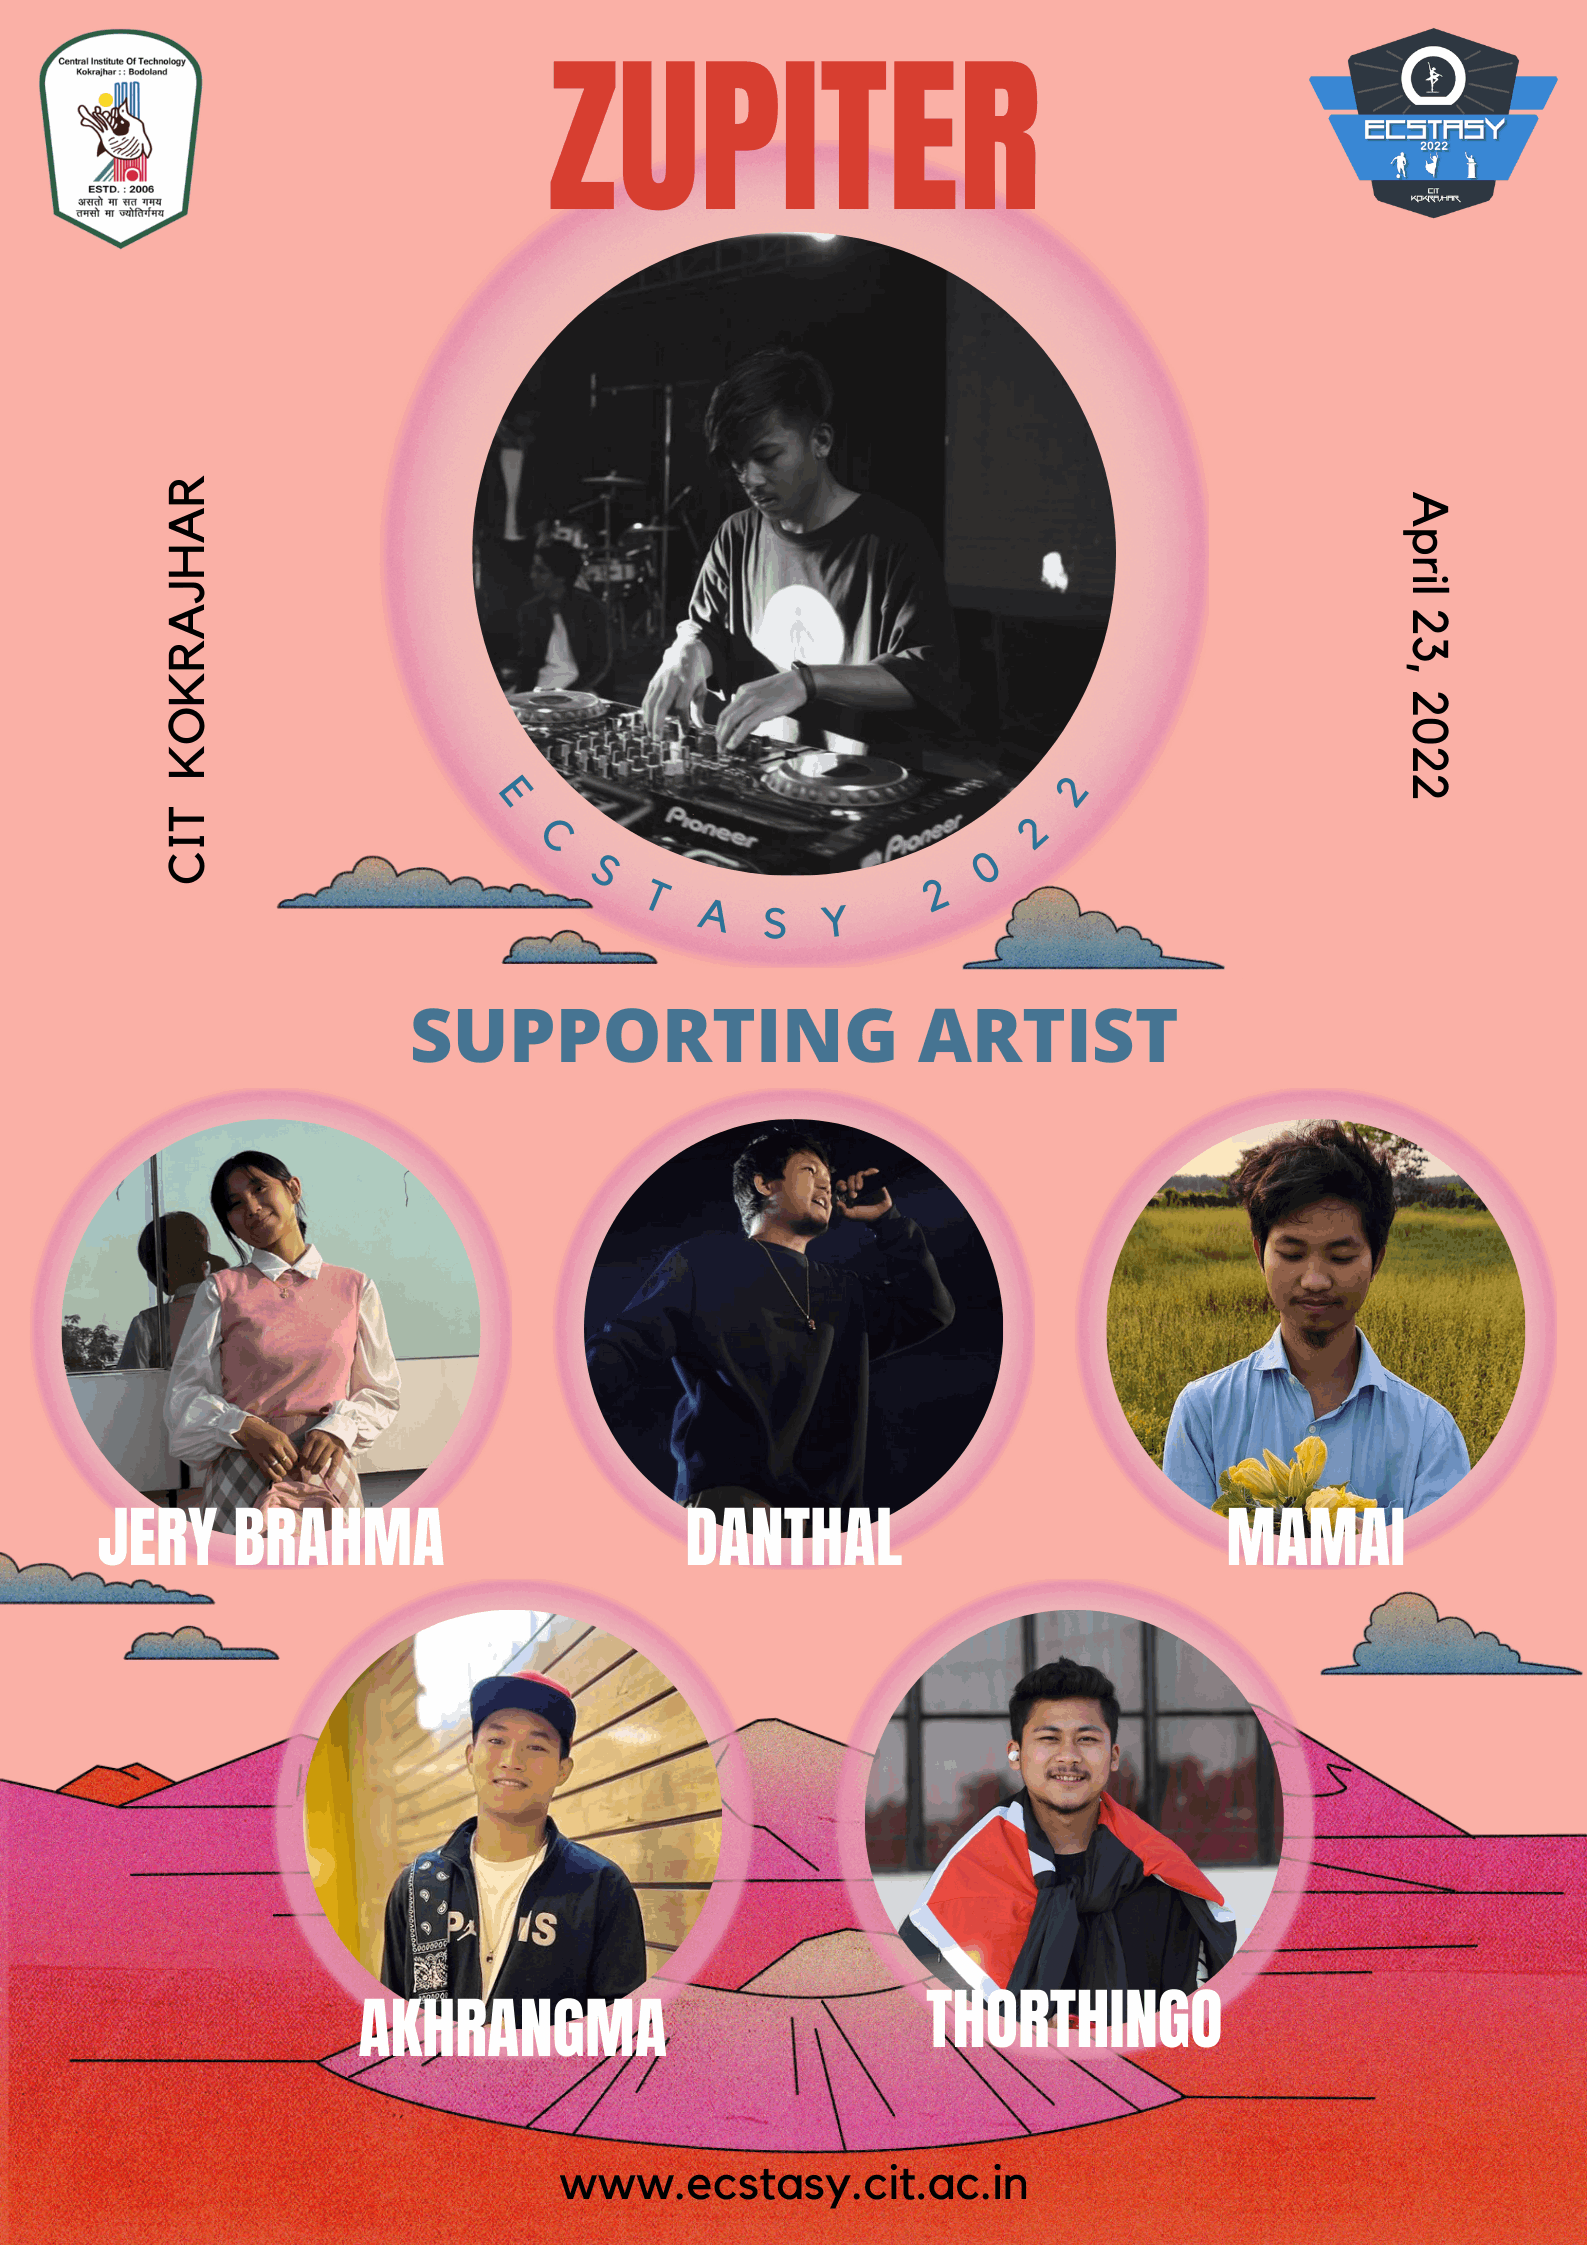 Central Institute Of Technology
Kokrajhar : : Bodoland
ESTD. : 2006
असतो मा सत गमय
तमसो मा ज्योतिर्गमय
ZUPITER
ECSTASY
2022
CIT
KOKRAJHAR
CIT KOKRAJHAR
April 23, 2022
Pioneer
Pioneer
ECSTASY 2022
SUPPORTING ARTIST
JERY BRAHMA
DANTHAL
MAMAI
AKHRANGMA
THORTHINGO
www.ecstasy.cit.ac.in